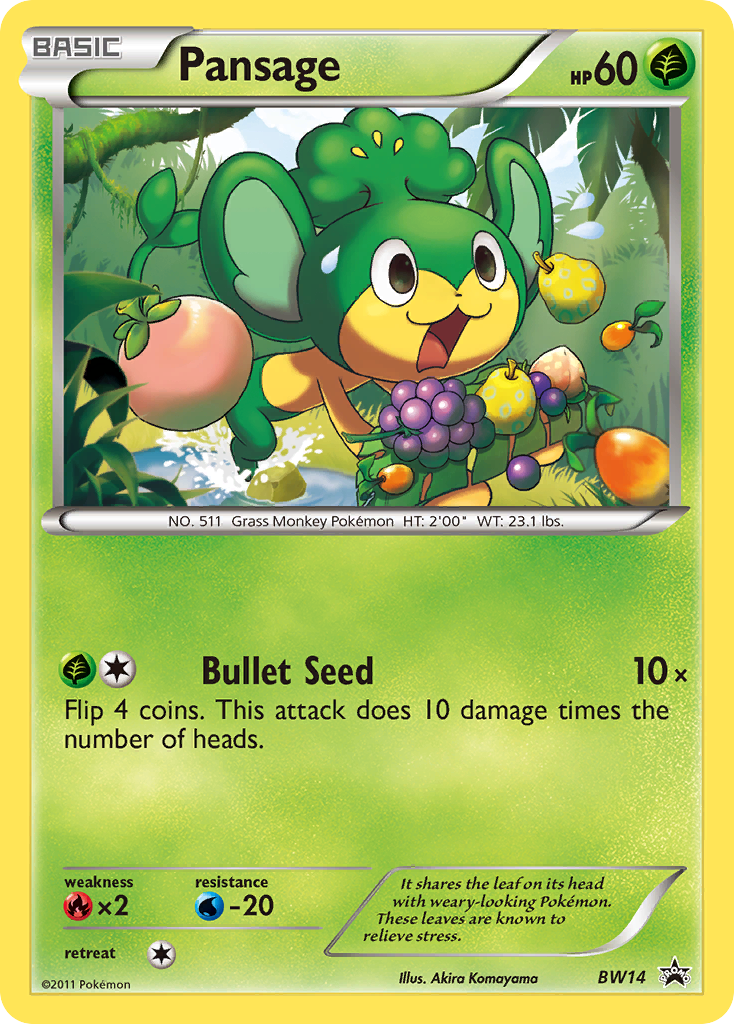 BASIC
Pansage
HP60
NO. 511 Grass Monkey Pokémon HT: 2'00" WT: 23.1 lbs.
Bullet Seed 10×
Flip 4 coins. This attack does 10 damage times the
number of heads.
weakness
×2
resistance
-20
retreat
It shares the leaf on its head
with weary-looking Pokémon.
These leaves are known to
relieve stress.
©2011 Pokémon
Illus. Akira Komayama
BW14
PROMO